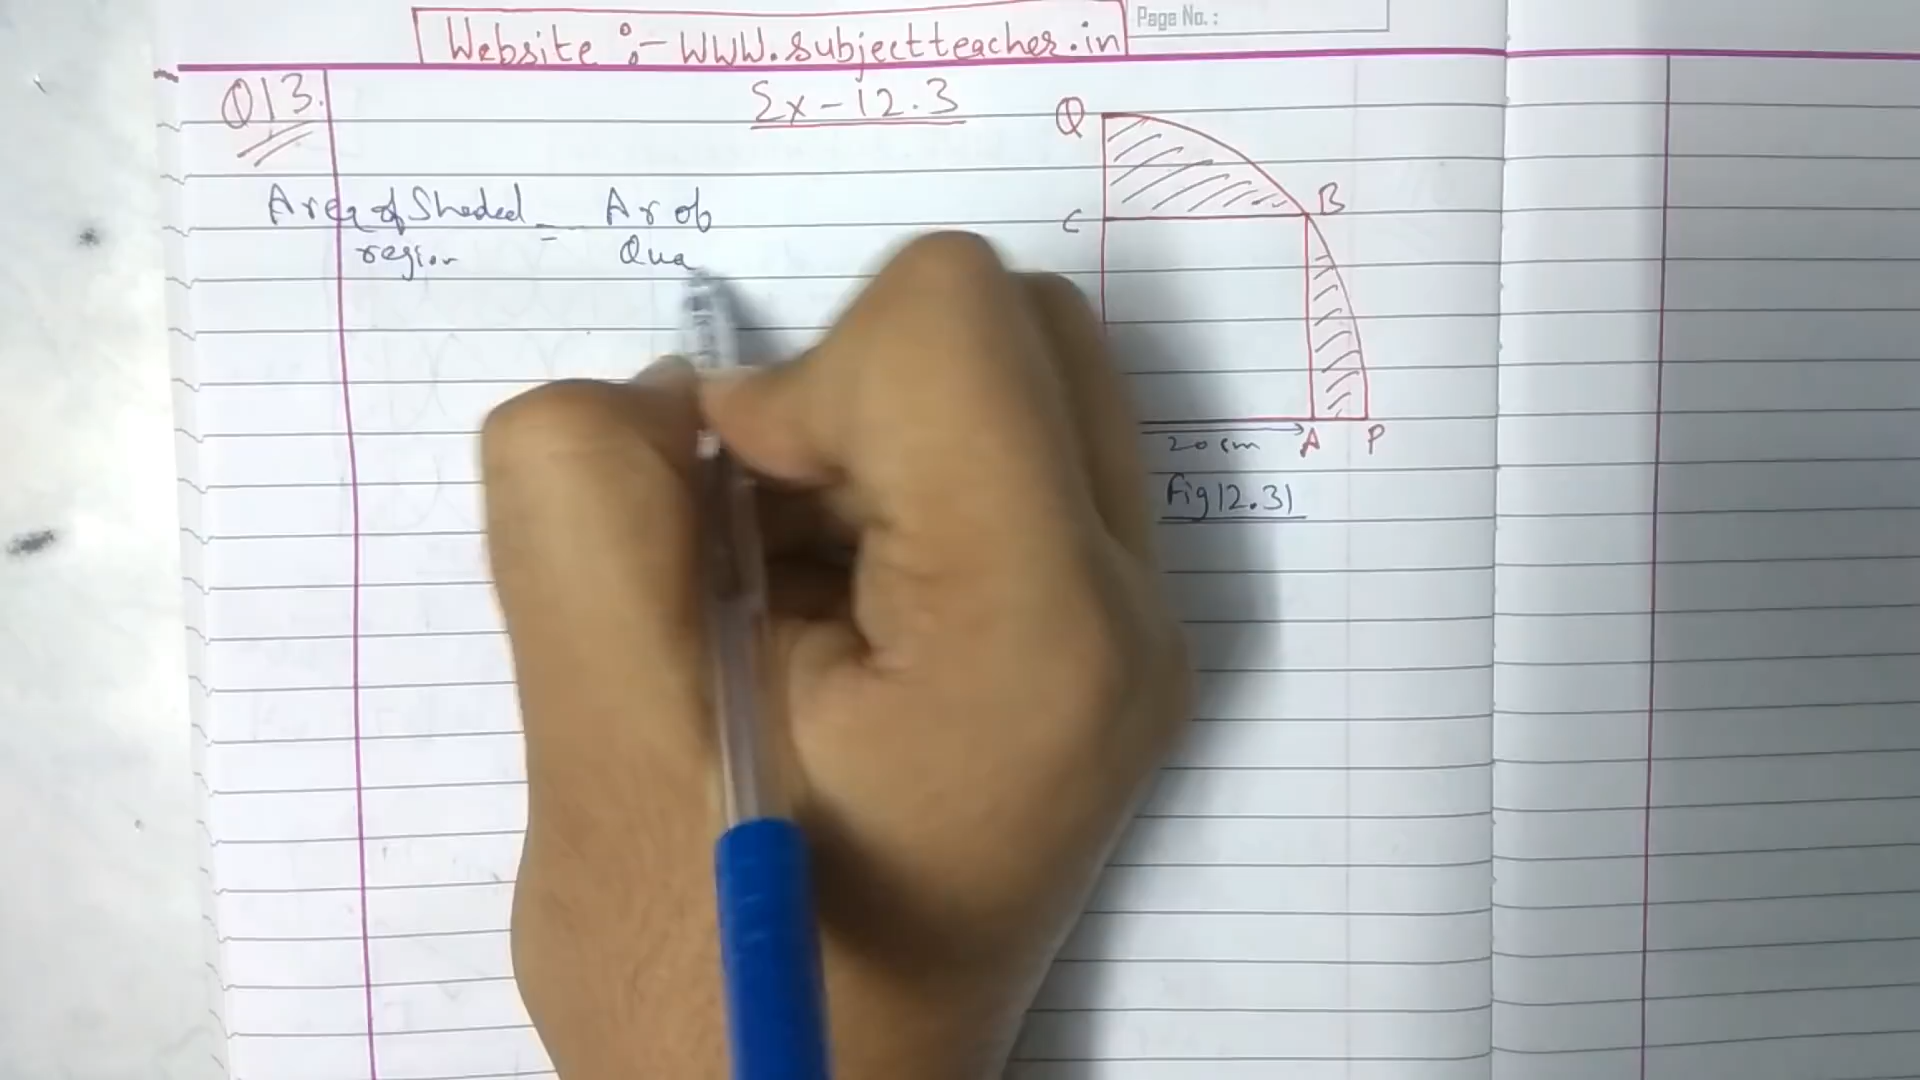 Page No. :
Website :- WWW.subjectteacher.in
Q13.
Ex-12.3
Q
B
C
Area of Shaded = Ar of
region Qua
20 cm
A
P
Fig 12.31